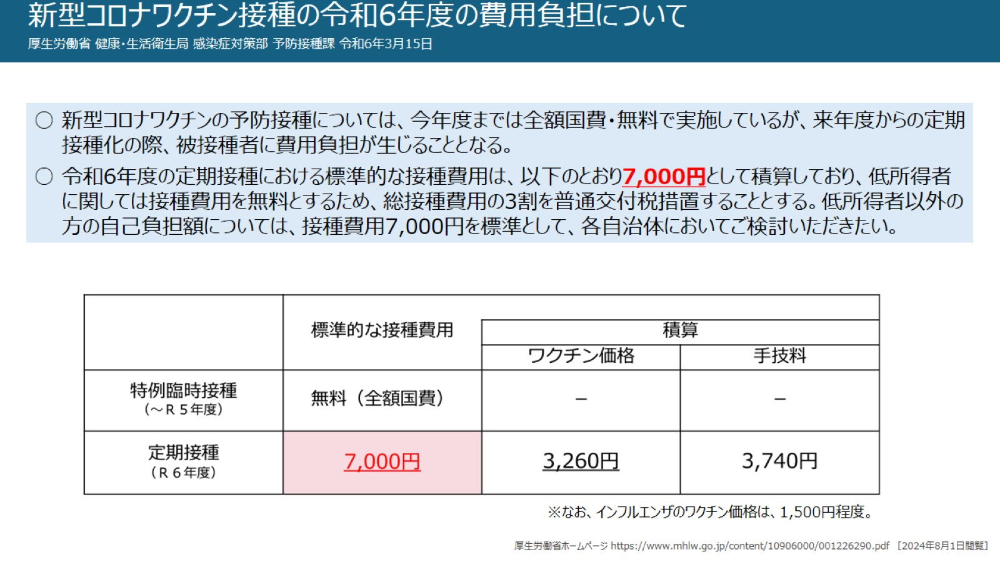 新型コロナワクチン接種の令和6年度の費用負担について
厚生労働省 健康・生活衛生局 感染症対策部 予防接種課 令和6年3月15日
○ 新型コロナワクチンの予防接種については、今年度までは全額国費・無料で実施しているが、来年度からの定期
接種化の際、被接種者に費用負担が生じることとなる。
○ 令和6年度の定期接種における標準的な接種費用は、以下のとおり7,000円として積算しており、低所得者
に関しては接種費用を無料とするため、総接種費用の3割を普通交付税措置することとする。低所得者以外の
方の自己負担額については、接種費用7,000円を標準として、各自治体においてご検討いただきたい。
標準的な接種費用
積算
ワクチン価格 手技料
特例臨時接種
（～R５年度）
無料（全額国費） － －
定期接種
（R６年度）
7,000円 3,260円 3,740円
※なお、インフルエンザのワクチン価格は、1,500円程度。
厚生労働省ホームページ https://www.mhlw.go.jp/content/10906000/001226290.pdf ［2024年8月1日閲覧］